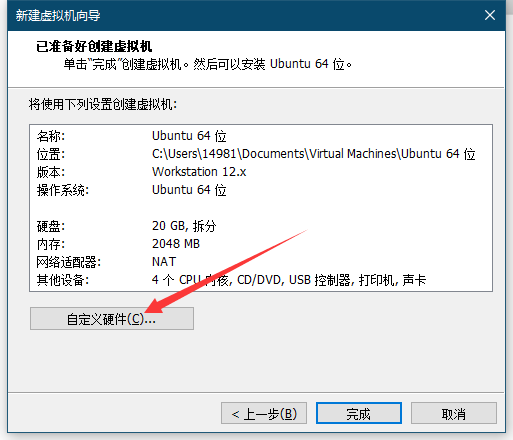 新建虚拟机向导
已准备好创建虚拟机
单击“完成”创建虚拟机。然后可以安装 Ubuntu 64 位。
将使用下列设置创建虚拟机:
名称: Ubuntu 64 位
位置: C:\Users\14981\Documents\Virtual Machines\Ubuntu 64 位
版本: Workstation 12.x
操作系统: Ubuntu 64 位
硬盘: 20 GB, 拆分
内存: 2048 MB
网络适配器: NAT
其他设备: 4 个 CPU 内核, CD/DVD, USB 控制器, 打印机, 声卡
自定义硬件(C)...
< 上一步(B) 完成 取消